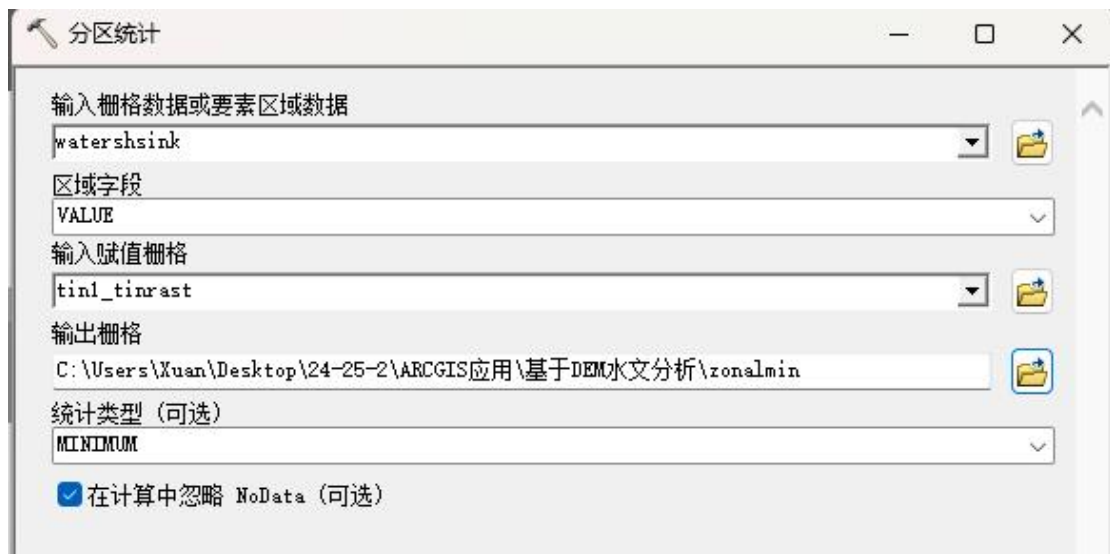 分区统计
输入栅格数据或要素区域数据
watershsink
区域字段
VALUE
输入赋值栅格
tin1_tinrast
输出栅格
C:\Users\Xuan\Desktop\24-25-2\ARCGIS应用\基于DEM水文分析\zonalmin
统计类型 (可选)
MINIMUM
在计算中忽略 NoData (可选)